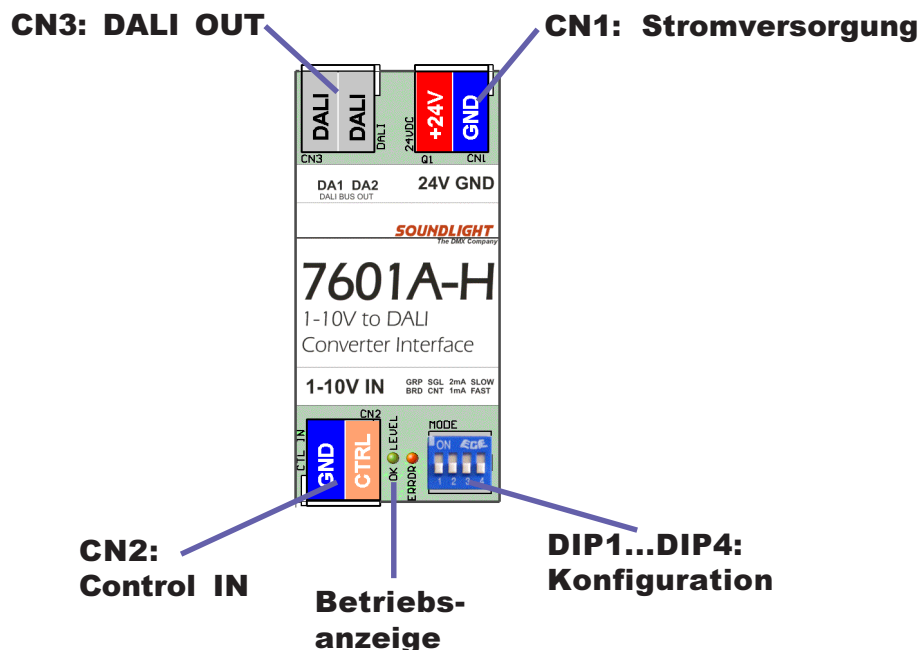 CN3: DALI OUT
CN1: Stromversorgung
DALI
DALI
DALI
CN3
24VDC
+24V
GND
Q1
CN1
DA1 DA2
DALI BUS OUT
24V GND
SOUNDLIGHT
The DMX Company
7601A-H
1-10V to DALI
Converter Interface
1-10V IN
GRP SGL 2mA SLOW
BRD CNT 1mA FAST
CN2
CTL IN
GND
CTRL
OK
LEVEL
ERROR
MODE
ON
EGE
1 2 3 4
CN2:
Control IN
Betriebs-
anzeige
DIP1...DIP4:
Konfiguration